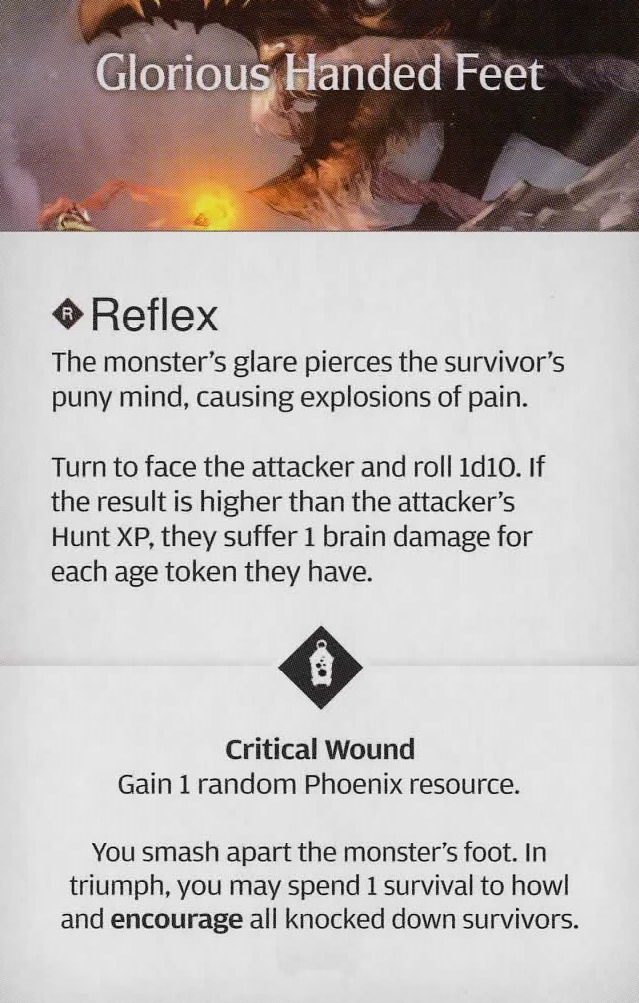 Glorious Handed Feet
R Reflex
The monster's glare pierces the survivor's
puny mind, causing explosions of pain.
Turn to face the attacker and roll 1d10. If
the result is higher than the attacker's
Hunt XP, they suffer 1 brain damage for
each age token they have.
Critical Wound
Gain 1 random Phoenix resource.
You smash apart the monster's foot. In
triumph, you may spend 1 survival to howl
and encourage all knocked down survivors.